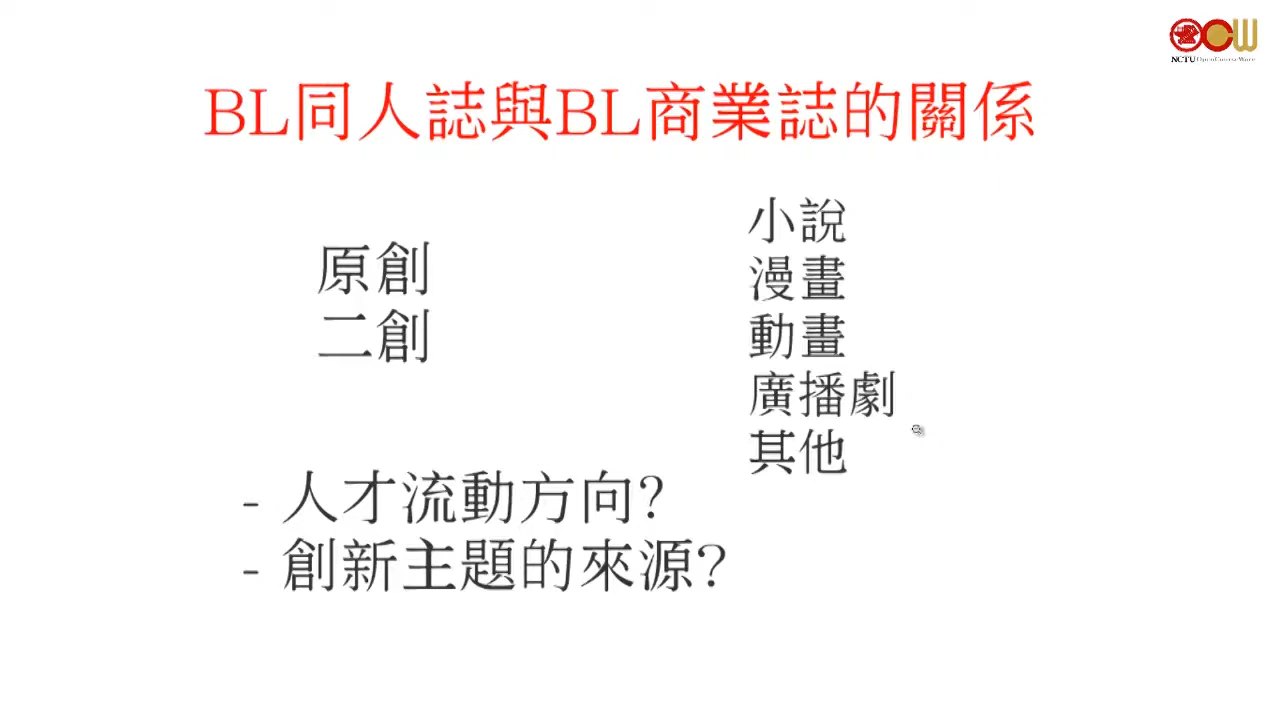 NCTU OpenCourseWare
BL同人誌與BL商業誌的關係
原創
二創
小說
漫畫
動畫
廣播劇
其他
- 人才流動方向?
- 創新主題的來源?